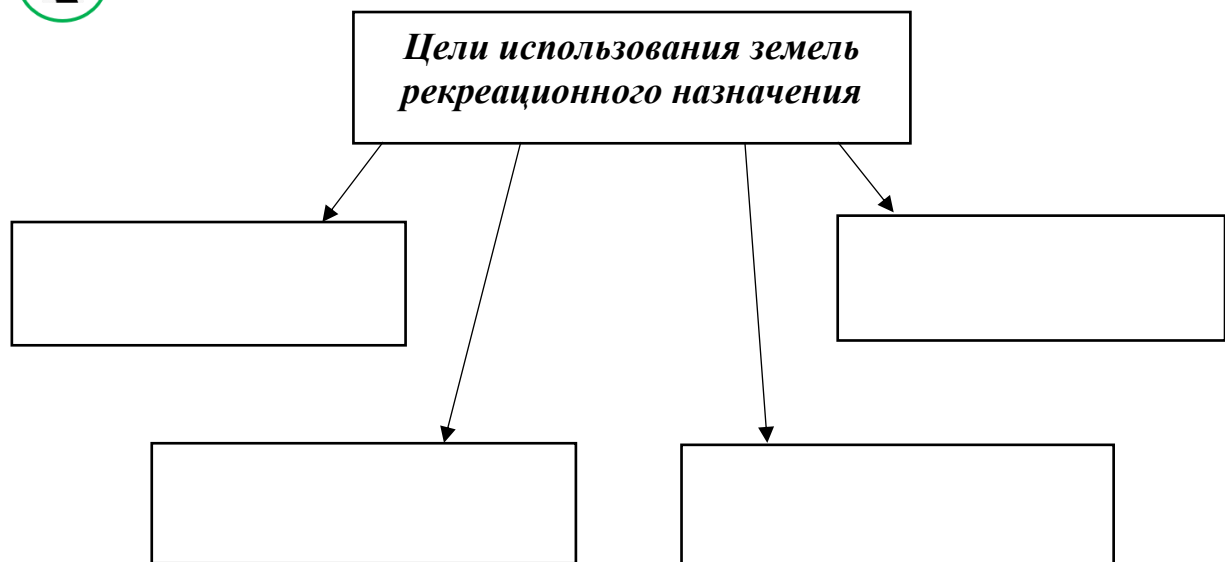 Цели использования земель
рекреационного назначения